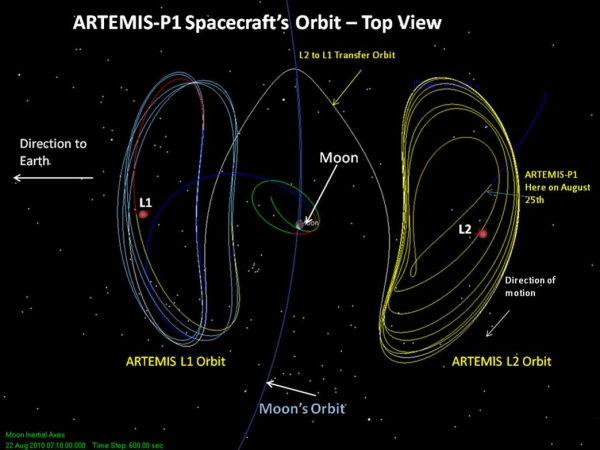 ARTEMIS-P1 Spacecraft's Orbit – Top View
L2 to L1 Transfer Orbit
Direction to
Earth
Moon
ARTEMIS-P1
Here on August
25th
L1
L2
Direction of
motion
ARTEMIS L1 Orbit
ARTEMIS L2 Orbit
Moon's Orbit
Moon Inertial Axes
22 Aug 2010 07:10:00.000 Time Step: 600.00 sec